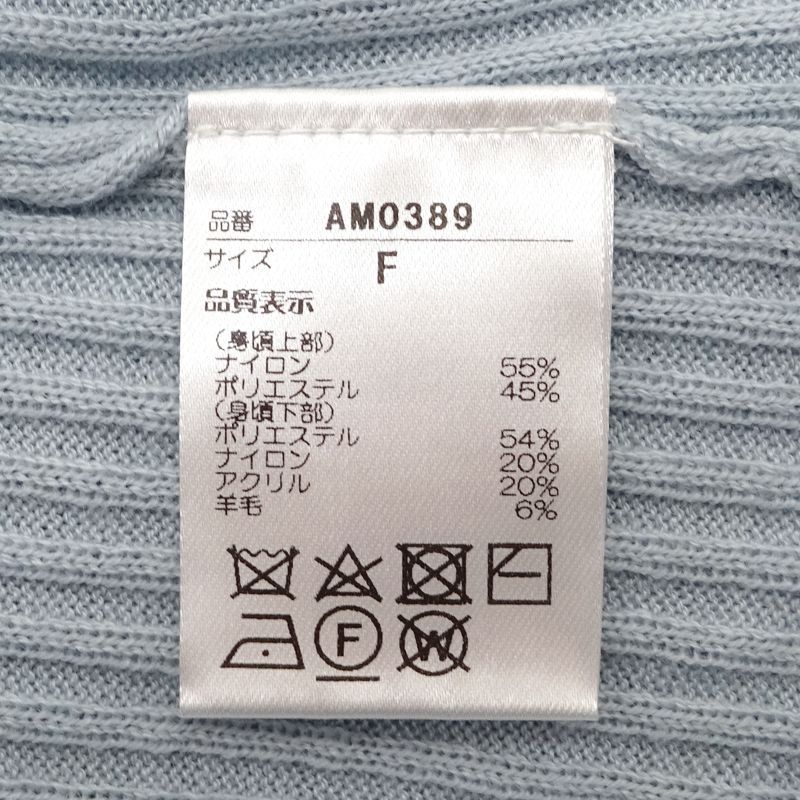 品番 AM0389
サイズ F
品質表示
(身頃上部)
ナイロン 55%
ポリエステル 45%
(身頃下部)
ポリエステル 54%
ナイロン 20%
アクリル 20%
羊毛 6%
F W